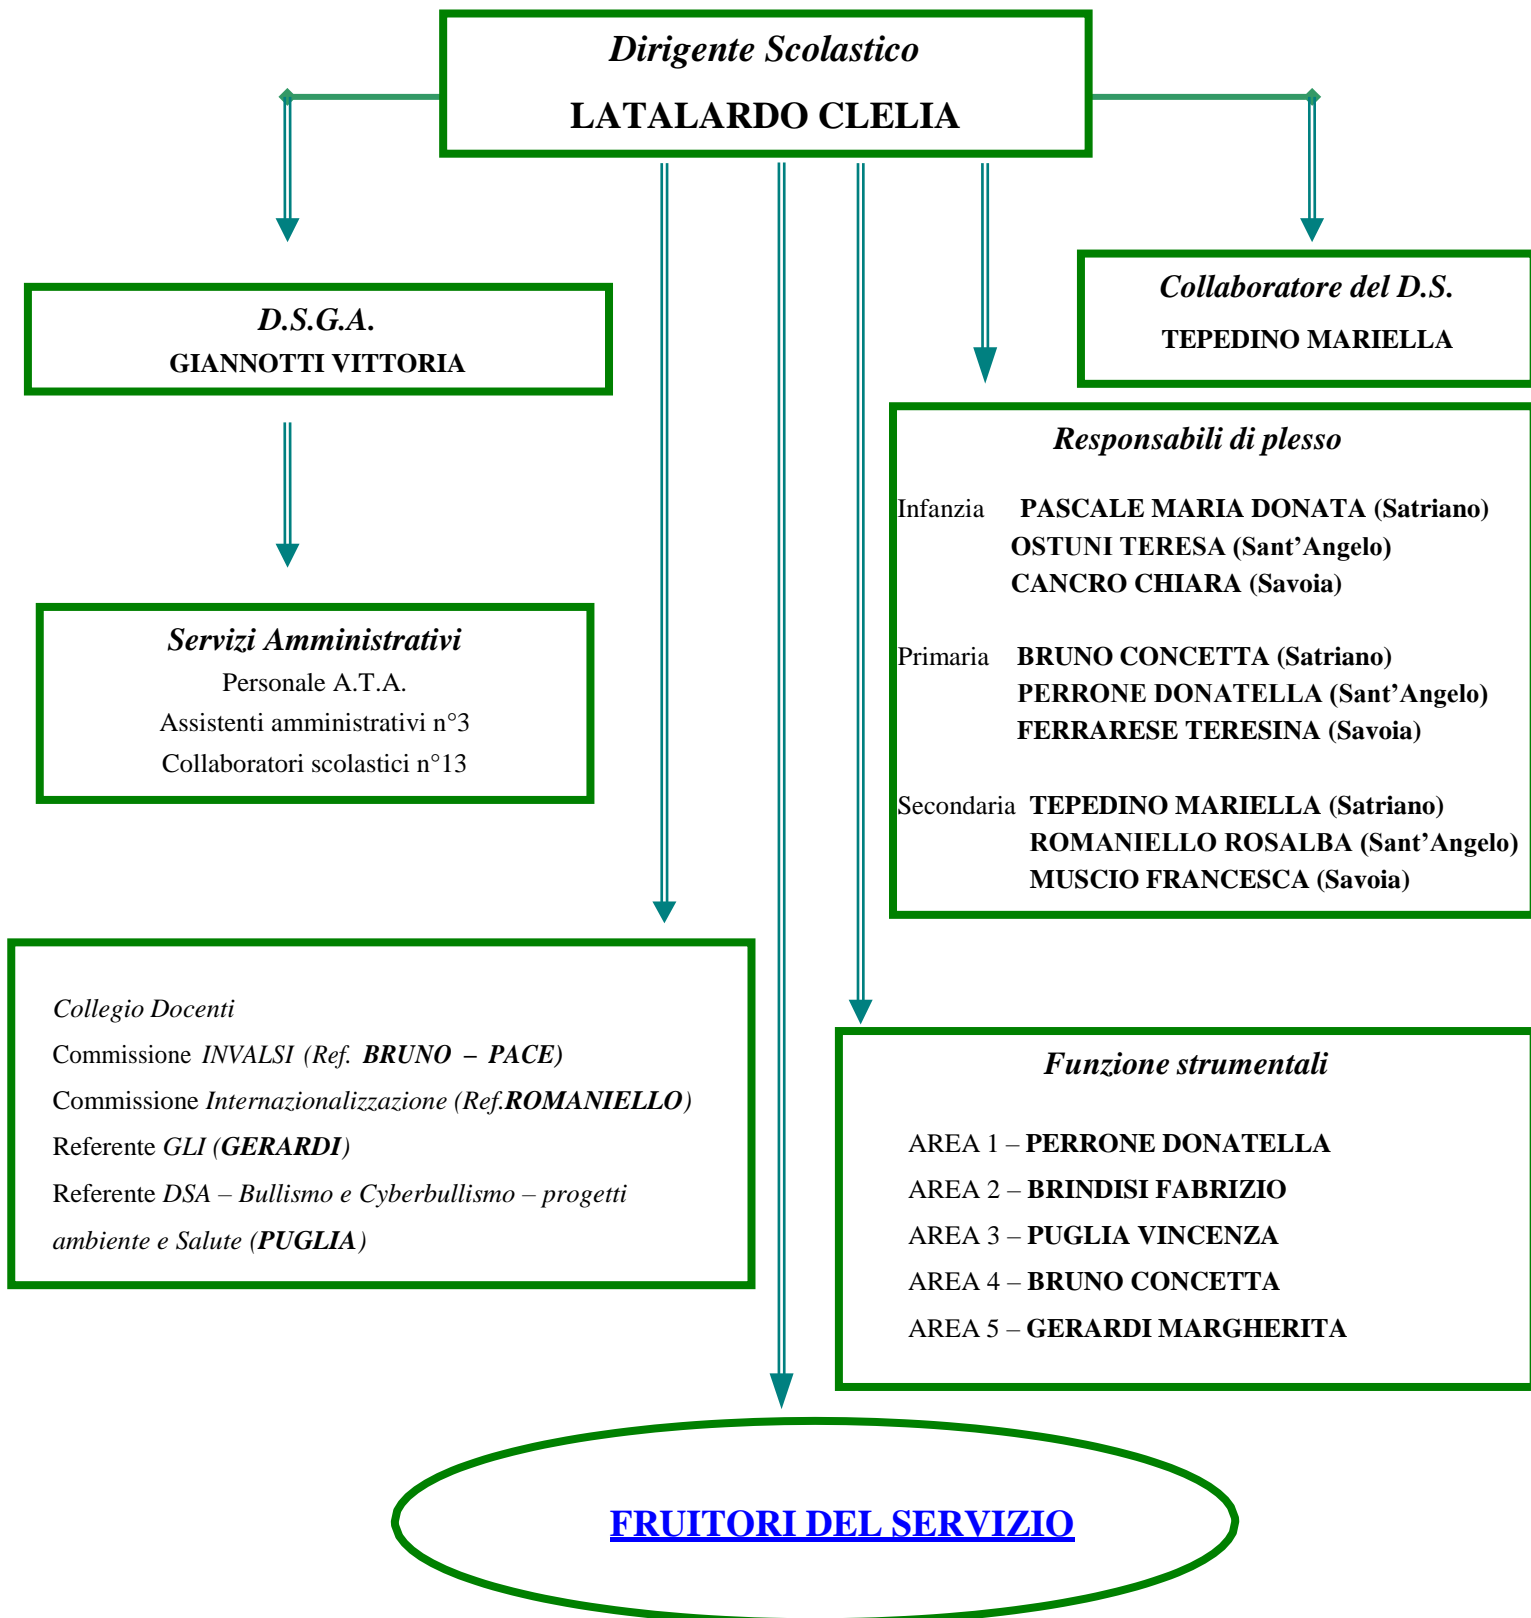 Dirigente Scolastico
LATALARDO CLELIA
D.S.G.A.
GIANNOTTI VITTORIA
Collaboratore del D.S.
TEPEDINO MARIELLA
Servizi Amministrativi
Personale A.T.A.
Assistenti amministrativi n°3
Collaboratori scolastici n°13
Responsabili di plesso
Infanzia PASCALE MARIA DONATA (Satriano)
OSTUNI TERESA (Sant’Angelo)
CANCRO CHIARA (Savoia)
Primaria BRUNO CONCETTA (Satriano)
PERRONE DONATELLA (Sant’Angelo)
FERRARESE TERESINA (Savoia)
Secondaria TEPEDINO MARIELLA (Satriano)
ROMANIELLO ROSALBA (Sant’Angelo)
MUSCIO FRANCESCA (Savoia)
Collegio Docenti
Commissione INVALSI (Ref. BRUNO – PACE)
Commissione Internazionalizzazione (Ref.ROMANIELLO)
Referente GLI (GERARDI)
Referente DSA – Bullismo e Cyberbullismo – progetti
ambiente e Salute (PUGLIA)
Funzione strumentali
AREA 1 – PERRONE DONATELLA
AREA 2 – BRINDISI FABRIZIO
AREA 3 – PUGLIA VINCENZA
AREA 4 – BRUNO CONCETTA
AREA 5 – GERARDI MARGHERITA
FRUITORI DEL SERVIZIO